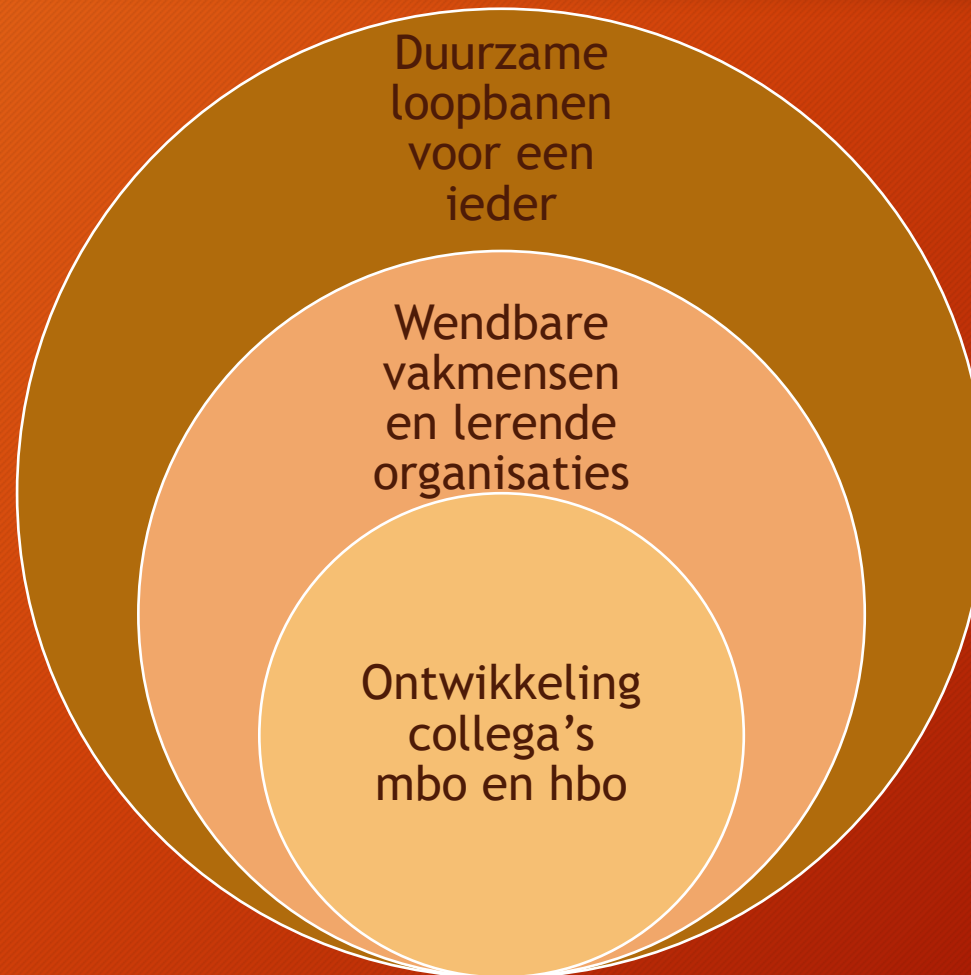 Duurzame
loopbanen
voor een
ieder
Wendbare
vakmensen
en lerende
organisaties
Ontwikkeling
collega’s
mbo en hbo